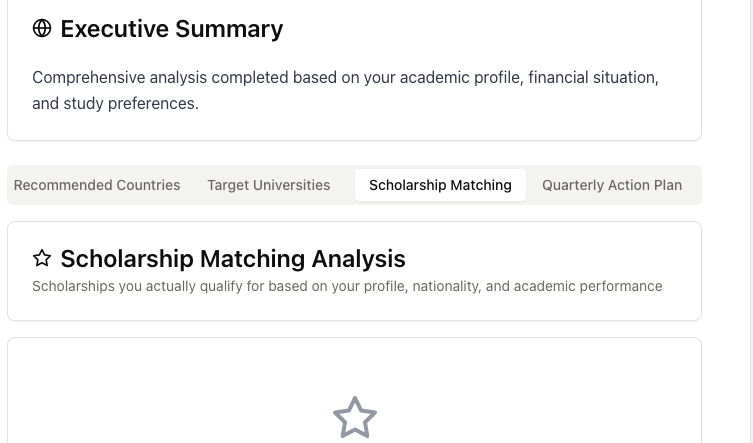 Executive Summary
Comprehensive analysis completed based on your academic profile, financial situation,
and study preferences.
Recommended Countries Target Universities Scholarship Matching Quarterly Action Plan
Scholarship Matching Analysis
Scholarships you actually qualify for based on your profile, nationality, and academic performance